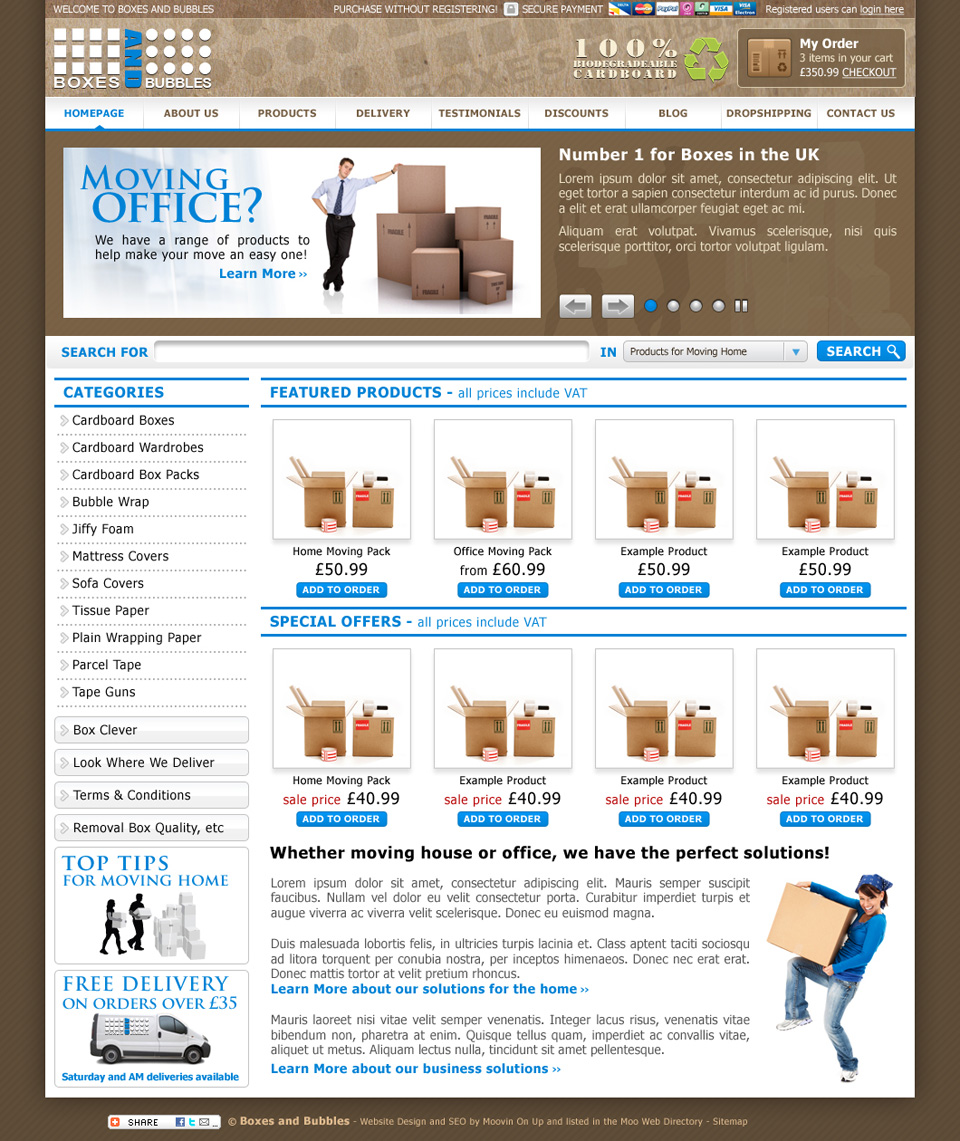 WELCOME TO BOXES AND BUBBLES
PURCHASE WITHOUT REGISTERING!
SECURE PAYMENT
Registered users can login here
BOXES AND BUBBLES
100%
BIODEGRADEABLE
CARDBOARD
My Order
3 items in your cart
£350.99 CHECKOUT
HOMEPAGE
ABOUT US
PRODUCTS
DELIVERY
TESTIMONIALS
DISCOUNTS
BLOG
DROPSHIPPING
CONTACT US
MOVING
OFFICE?
We have a range of products to
help make your move an easy one!
Learn More ››
Number 1 for Boxes in the UK
Lorem ipsum dolor sit amet, consectetur adipiscing elit. Ut
eget tortor a sapien consectetur interdum ac id purus. Donec
a elit et erat ullamcorper feugiat eget ac mi.
Aliquam erat volutpat. Vivamus scelerisque, nisi quis
scelerisque porttitor, orci tortor volutpat ligulam.
SEARCH FOR
IN
Products for Moving Home
SEARCH
CATEGORIES
Cardboard Boxes
Cardboard Wardrobes
Cardboard Box Packs
Bubble Wrap
Jiffy Foam
Mattress Covers
Sofa Covers
Tissue Paper
Plain Wrapping Paper
Parcel Tape
Tape Guns
Box Clever
Look Where We Deliver
Terms & Conditions
Removal Box Quality, etc
TOP TIPS
FOR MOVING HOME
FREE DELIVERY
ON ORDERS OVER £35
Saturday and AM deliveries available
FEATURED PRODUCTS - all prices include VAT
Home Moving Pack
£50.99
ADD TO ORDER
Office Moving Pack
from £60.99
ADD TO ORDER
Example Product
£50.99
ADD TO ORDER
Example Product
£50.99
ADD TO ORDER
SPECIAL OFFERS - all prices include VAT
Home Moving Pack
sale price £40.99
ADD TO ORDER
Example Product
sale price £40.99
ADD TO ORDER
Example Product
sale price £40.99
ADD TO ORDER
Example Product
sale price £40.99
ADD TO ORDER
Whether moving house or office, we have the perfect solutions!
Lorem ipsum dolor sit amet, consectetur adipiscing elit. Mauris semper suscipit
faucibus. Nullam vel dolor eu velit consectetur porta. Curabitur imperdiet turpis et
augue viverra ac viverra velit scelerisque. Donec eu euismod magna.
Duis malesuada lobortis felis, in ultricies turpis lacinia et. Class aptent taciti sociosqu
ad litora torquent per conubia nostra, per inceptos himenaeos. Donec nec erat erat.
Donec mattis tortor at velit pretium rhoncus.
Learn More about our solutions for the home ››
Mauris laoreet nisi vitae velit semper venenatis. Integer lacus risus, venenatis vitae
bibendum non, pharetra at enim. Quisque tellus quam, imperdiet ac convallis vitae,
aliquet ut metus. Aliquam lectus nulla, tincidunt sit amet pellentesque.
Learn More about our business solutions ››
SHARE
© Boxes and Bubbles - Website Design and SEO by Moovin On Up and listed in the Moo Web Directory - Sitemap